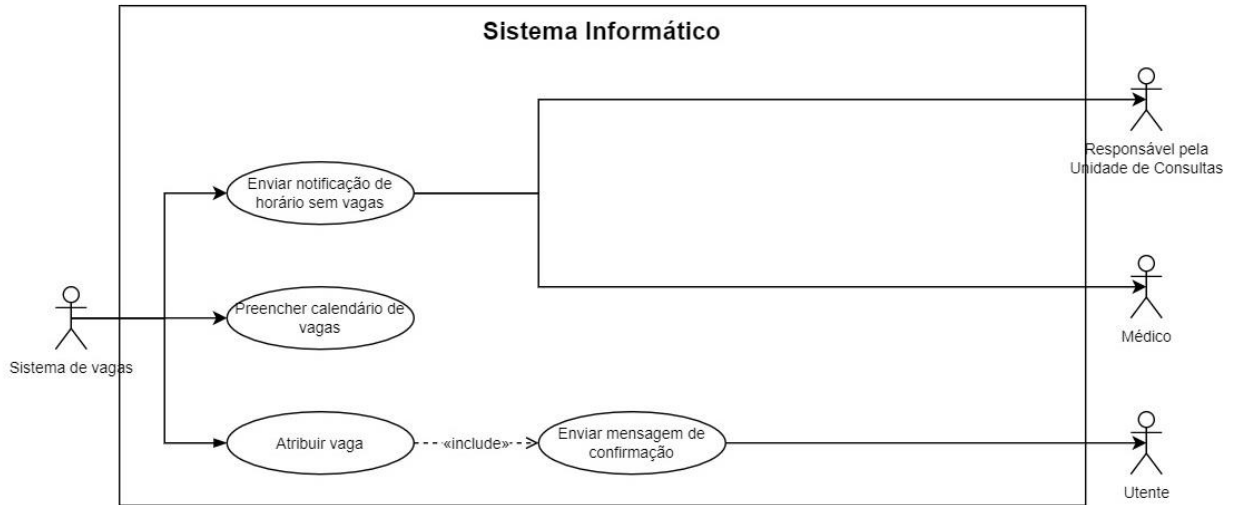 Sistema Informático
Responsável pela
Unidade de Consultas
Enviar notificação de
horário sem vagas
Preencher calendário de
vagas
Médico
Sistema de vagas
Atribuir vaga
«include»
Enviar mensagem de
confirmação
Utente